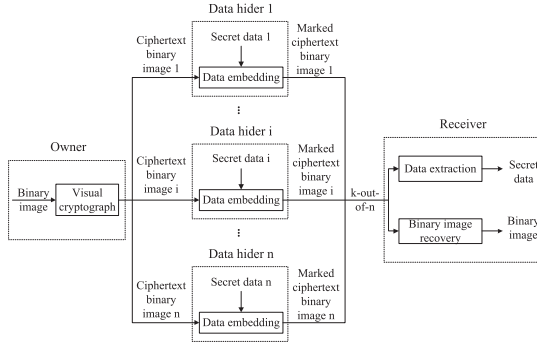 Data hider 1
Ciphertext
binary
image 1
Secret data 1
Data embedding
Marked
ciphertext
binary
image 1
...
Owner
Binary
image
Visual
cryptograph
Data hider i
Ciphertext
binary
image i
Secret data i
Data embedding
Marked
ciphertext
binary
image i
k-out-
of-n
Receiver
Data extraction
Secret
data
Binary image
recovery
Binary
image
...
Data hider n
Ciphertext
binary
image n
Secret data n
Data embedding
Marked
ciphertext
binary
image n